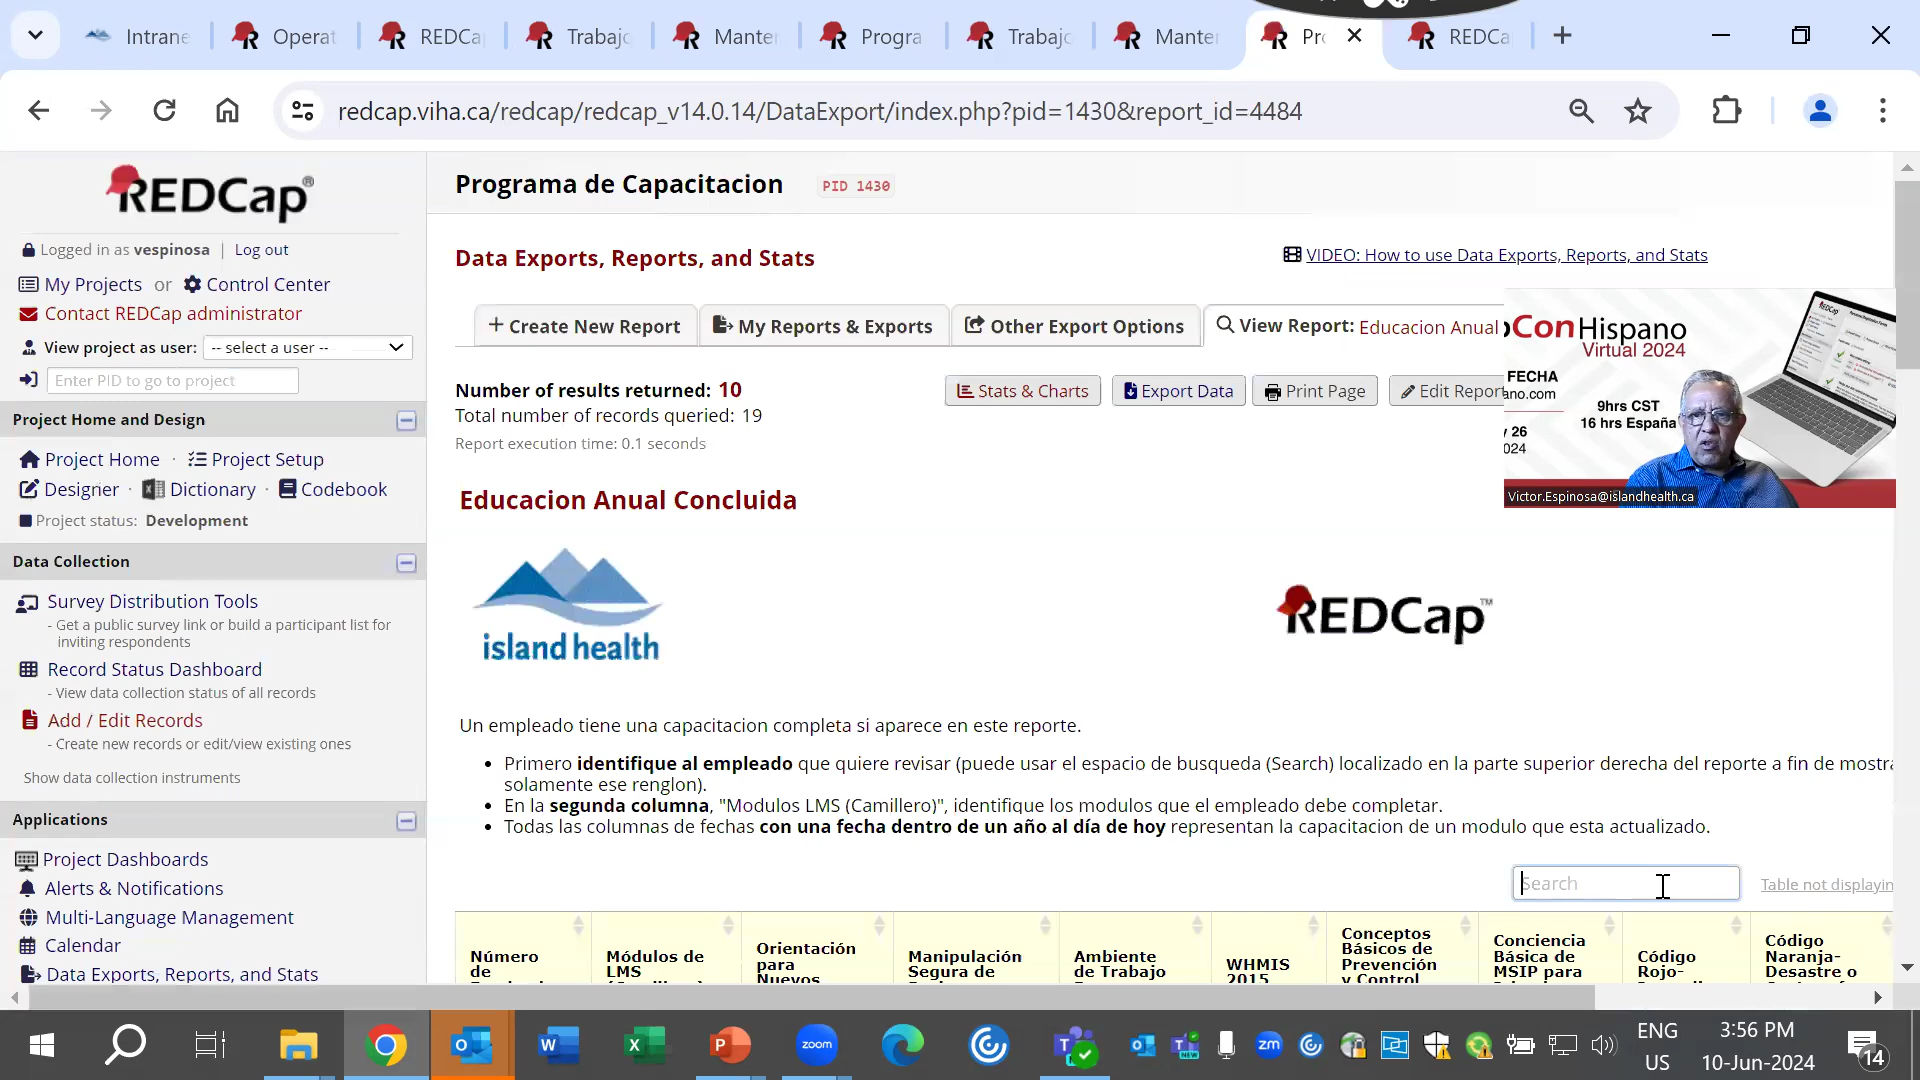 Intrane
Operat
REDCa
Trabajo
Manter
Progra
Trabajo
Manter
Pr
REDCa
redcap.viha.ca/redcap/redcap_v14.0.14/DataExport/index.php?pid=1430&report_id=4484
REDCap®
Logged in as vespinosa | Log out
My Projects or Control Center
Contact REDCap administrator
View project as user: -- select a user --
Enter PID to go to project
Project Home and Design
Project Home · Project Setup
Designer · Dictionary · Codebook
Project status: Development
Data Collection
Survey Distribution Tools
- Get a public survey link or build a participant list for
inviting respondents
Record Status Dashboard
- View data collection status of all records
Add / Edit Records
- Create new records or edit/view existing ones
Show data collection instruments
Applications
Project Dashboards
Alerts & Notifications
Multi-Language Management
Calendar
Data Exports, Reports, and Stats
Programa de Capacitacion PID 1430
Data Exports, Reports, and Stats
VIDEO: How to use Data Exports, Reports, and Stats
+ Create New Report
My Reports & Exports
Other Export Options
View Report: Educacion Anual
Number of results returned: 10
Total number of records queried: 19
Report execution time: 0.1 seconds
Stats & Charts
Export Data
Print Page
Edit Report
Con Hispano
Virtual 2024
FECHA
ano.com
9hrs CST
16 hrs España
y 26
024
Victor.Espinosa@islandhealth.ca
Educacion Anual Concluida
island health
REDCap™
Un empleado tiene una capacitacion completa si aparece en este reporte.
• Primero identifique al empleado que quiere revisar (puede usar el espacio de busqueda (Search) localizado en la parte superior derecha del reporte a fin de mostra
solamente ese renglon).
• En la segunda columna, "Modulos LMS (Camillero)", identifique los modulos que el empleado debe completar.
• Todas las columnas de fechas con una fecha dentro de un año al día de hoy representan la capacitacion de un modulo que esta actualizado.
Search
Table not displayin
Número
de
Módulos de
LMS
Orientación
para
Nuevos
Manipulación
Segura de
Ambiente
de Trabajo
WHMIS
2015
Conceptos
Básicos de
Prevención
y Control
Conciencia
Básica de
MSIP para
Código
Rojo-
Código
Naranja-
Desastre o
zoom
zm
ENG
US
3:56 PM
10-Jun-2024
14